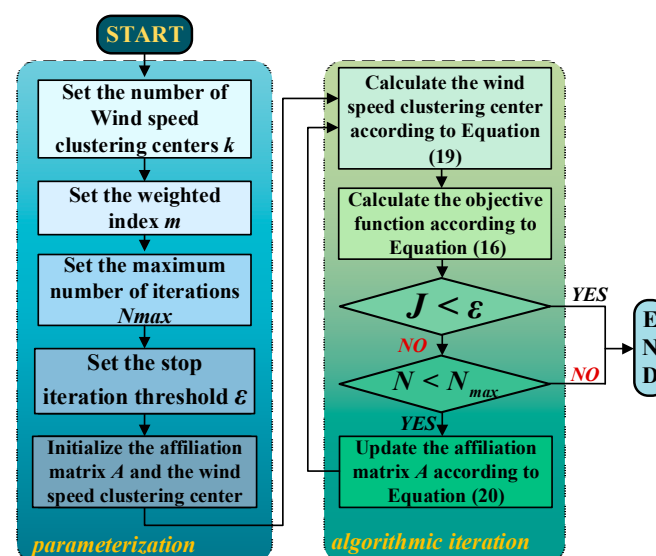 START
Set the number of
Wind speed
clustering centers k
Set the weighted
index m
Set the maximum
number of iterations
Nmax
Set the stop
iteration threshold ε
Initialize the affiliation
matrix A and the wind
speed clustering center
parameterization
Calculate the wind
speed clustering center
according to Equation
(19)
Calculate the objective
function according to
Equation (16)
J < ε
YES
NO
N < Nmax
NO
YES
Update the affiliation
matrix A according to
Equation (20)
algorithmic iteration
E
N
D